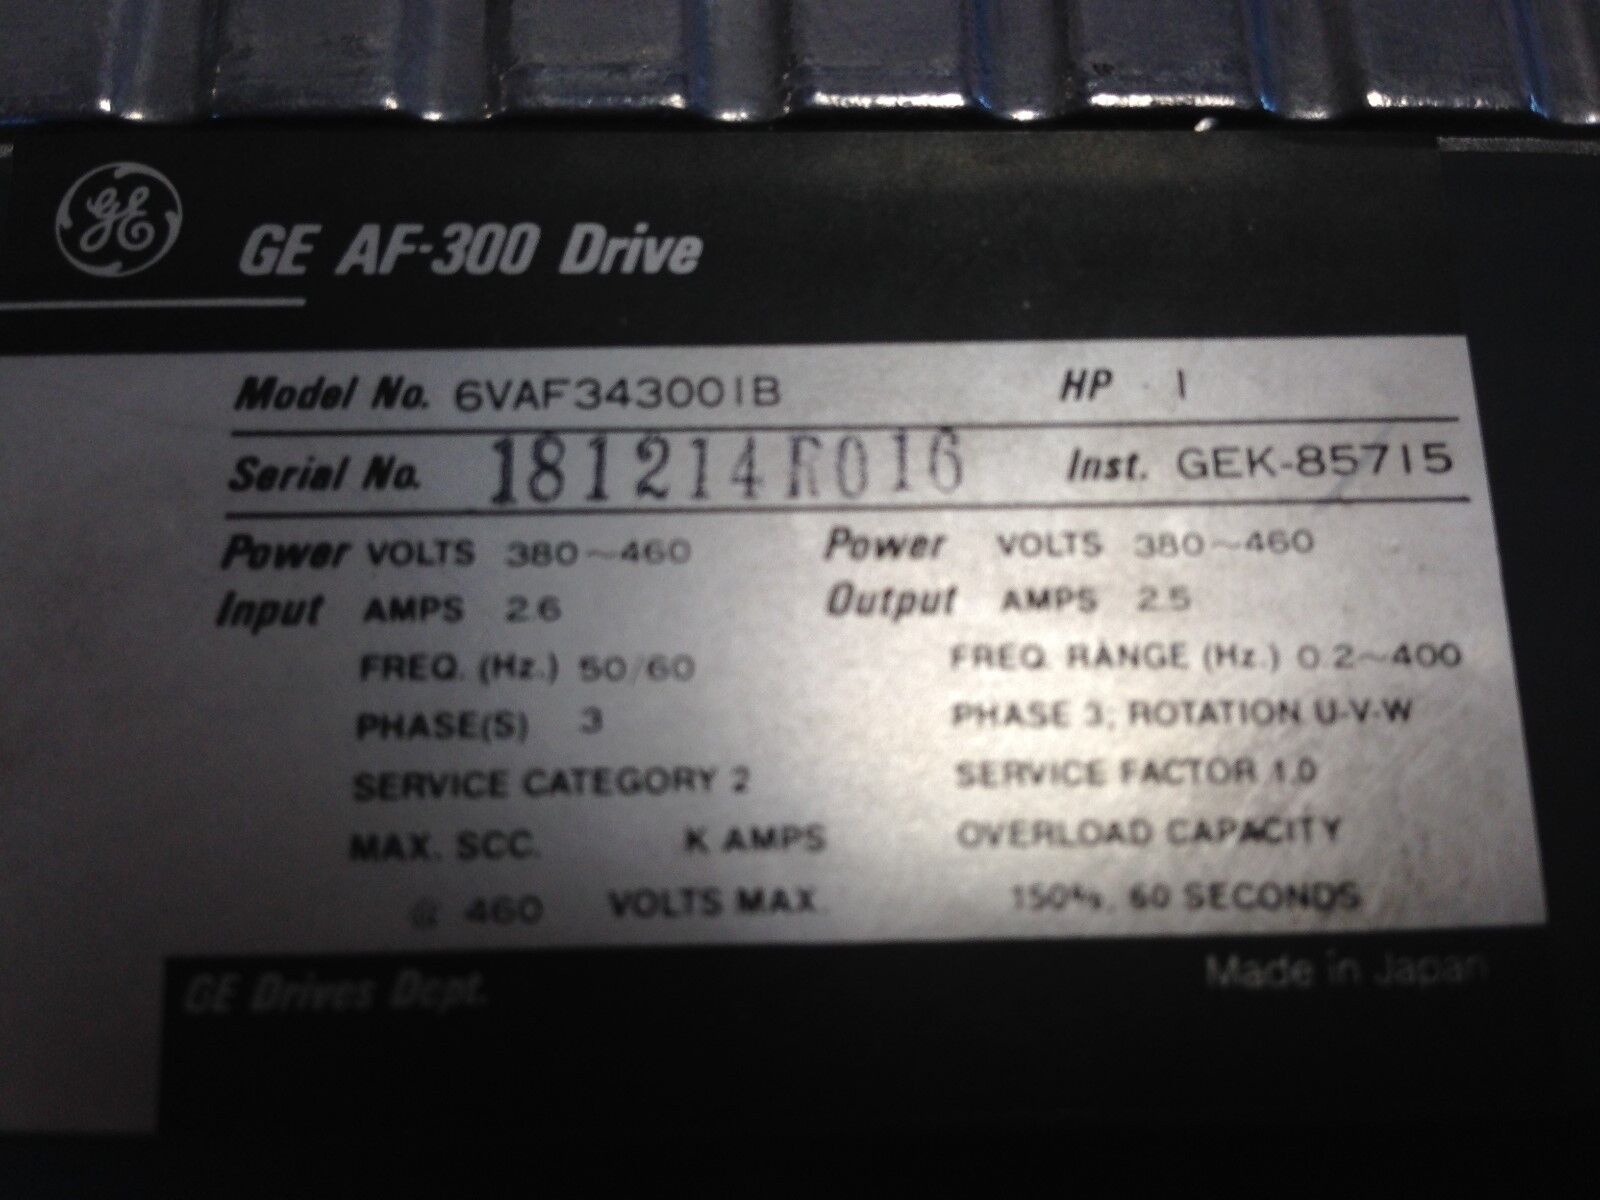 GE
GE AF-300 Drive
Model No. 6VAF343001B HP 1
Serial No. 181214R016 Inst. GEK-85715
Power VOLTS 380~460 Power VOLTS 380~460
Input AMPS 2.6 Output AMPS 2.5
FREQ. (Hz.) 50/60 FREQ. RANGE (Hz.) 0.2~400
PHASE(S) 3 PHASE 3; ROTATION U-V-W
SERVICE CATEGORY 2 SERVICE FACTOR 1.0
MAX. SCC. K AMPS OVERLOAD CAPACITY
@ 460 VOLTS MAX. 150%, 60 SECONDS
GE Drives Dept. Made in Japan